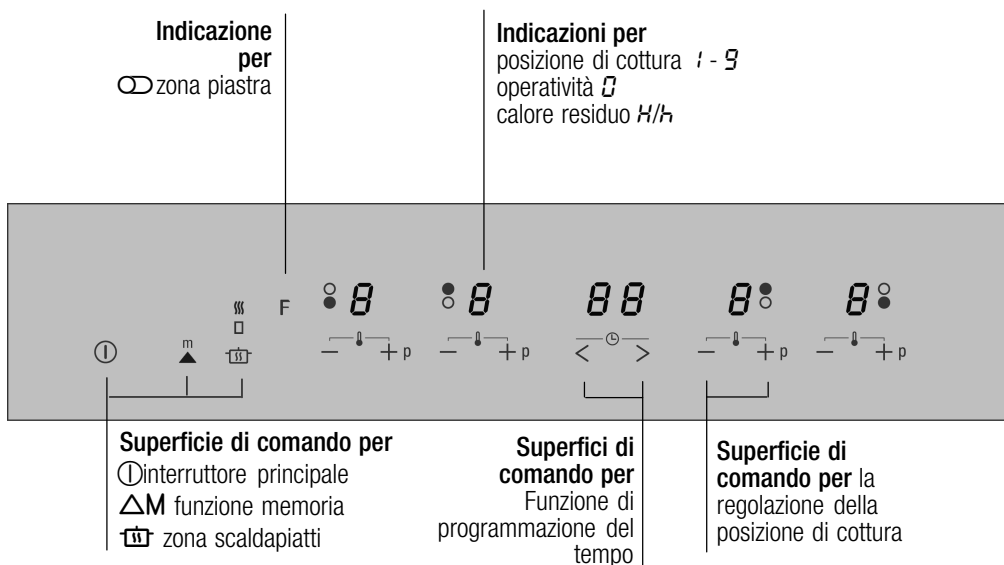 Indicazione
per
zona piastra
Indicazioni per
posizione di cottura 1 - 9
operatività 0
calore residuo H/h
F
8
8
88
8
8
m
p
p
p
p
Superficie di comando per
interruttore principale
M funzione memoria
zona scaldapiatti
Superfici di
comando per
Funzione di
programmazione del
tempo
Superficie di
comando per la
regolazione della
posizione di cottura